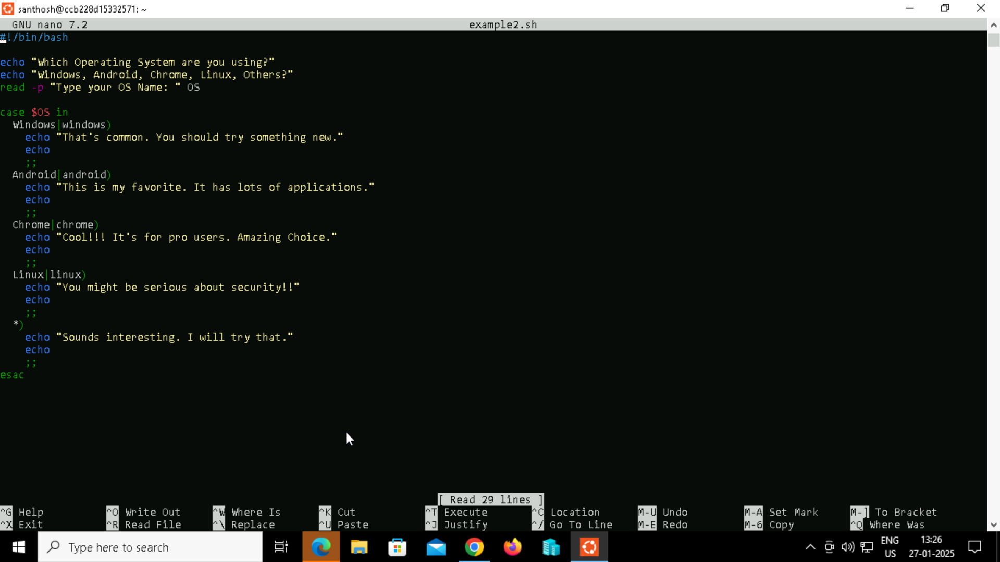 santhosh@ccb228d15332571: ~
GNU nano 7.2 example2.sh
#!/bin/bash
echo "Which Operating System are you using?"
echo "Windows, Android, Chrome, Linux, Others?"
read -p "Type your OS Name: " OS
case $OS in
Windows|windows)
echo "That's common. You should try something new."
echo
;;
Android|android)
echo "This is my favorite. It has lots of applications."
echo
;;
Chrome|chrome)
echo "Cool!!! It's for pro users. Amazing Choice."
echo
;;
Linux|linux)
echo "You might be serious about security!!"
echo
;;
*)
echo "Sounds interesting. I will try that."
echo
;;
esac
[ Read 29 lines ]
^G Help ^O Write Out ^W Where Is ^K Cut ^T Execute ^C Location M-U Undo M-A Set Mark M-] To Bracket
^X Exit ^R Read File ^\ Replace ^U Paste ^J Justify ^/ Go To Line M-E Redo M-6 Copy ^Q Where Was
Type here to search
ENG
US
13:26
27-01-2025